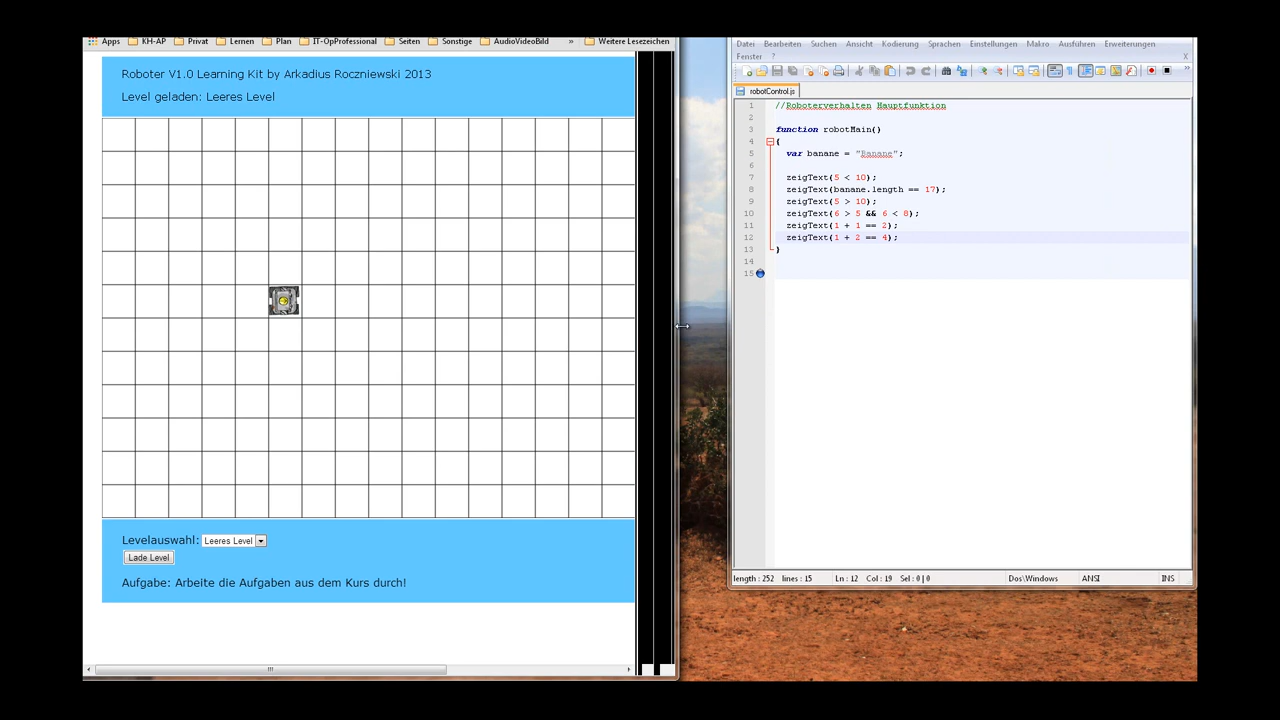 Apps KH-AP Privat Lernen Plan IT-OpProfessional Seiten Sonstige AudioVideoBild » Weitere Lesezeichen
Roboter V1.0 Learning Kit by Arkadius Roczniewski 2013
Level geladen: Leeres Level
Levelauswahl: Leeres Level
Lade Level
Aufgabe: Arbeite die Aufgaben aus dem Kurs durch!
Datei Bearbeiten Suchen Ansicht Kodierung Sprachen Einstellungen Makro Ausführen Erweiterungen
Fenster ? X
robotControl.js
1 //Roboterverhalten Hauptfunktion
2
3 function robotMain()
4 {
5 var banane = "Banane";
6
7 zeigText(5 < 10);
8 zeigText(banane.length == 17);
9 zeigText(5 > 10);
10 zeigText(6 > 5 && 6 < 8);
11 zeigText(1 + 1 == 2);
12 zeigText(1 + 2 == 4);
13 }
14
15
length : 252 lines : 15 Ln : 12 Col : 19 Sel : 0 | 0 Dos\Windows ANSI INS